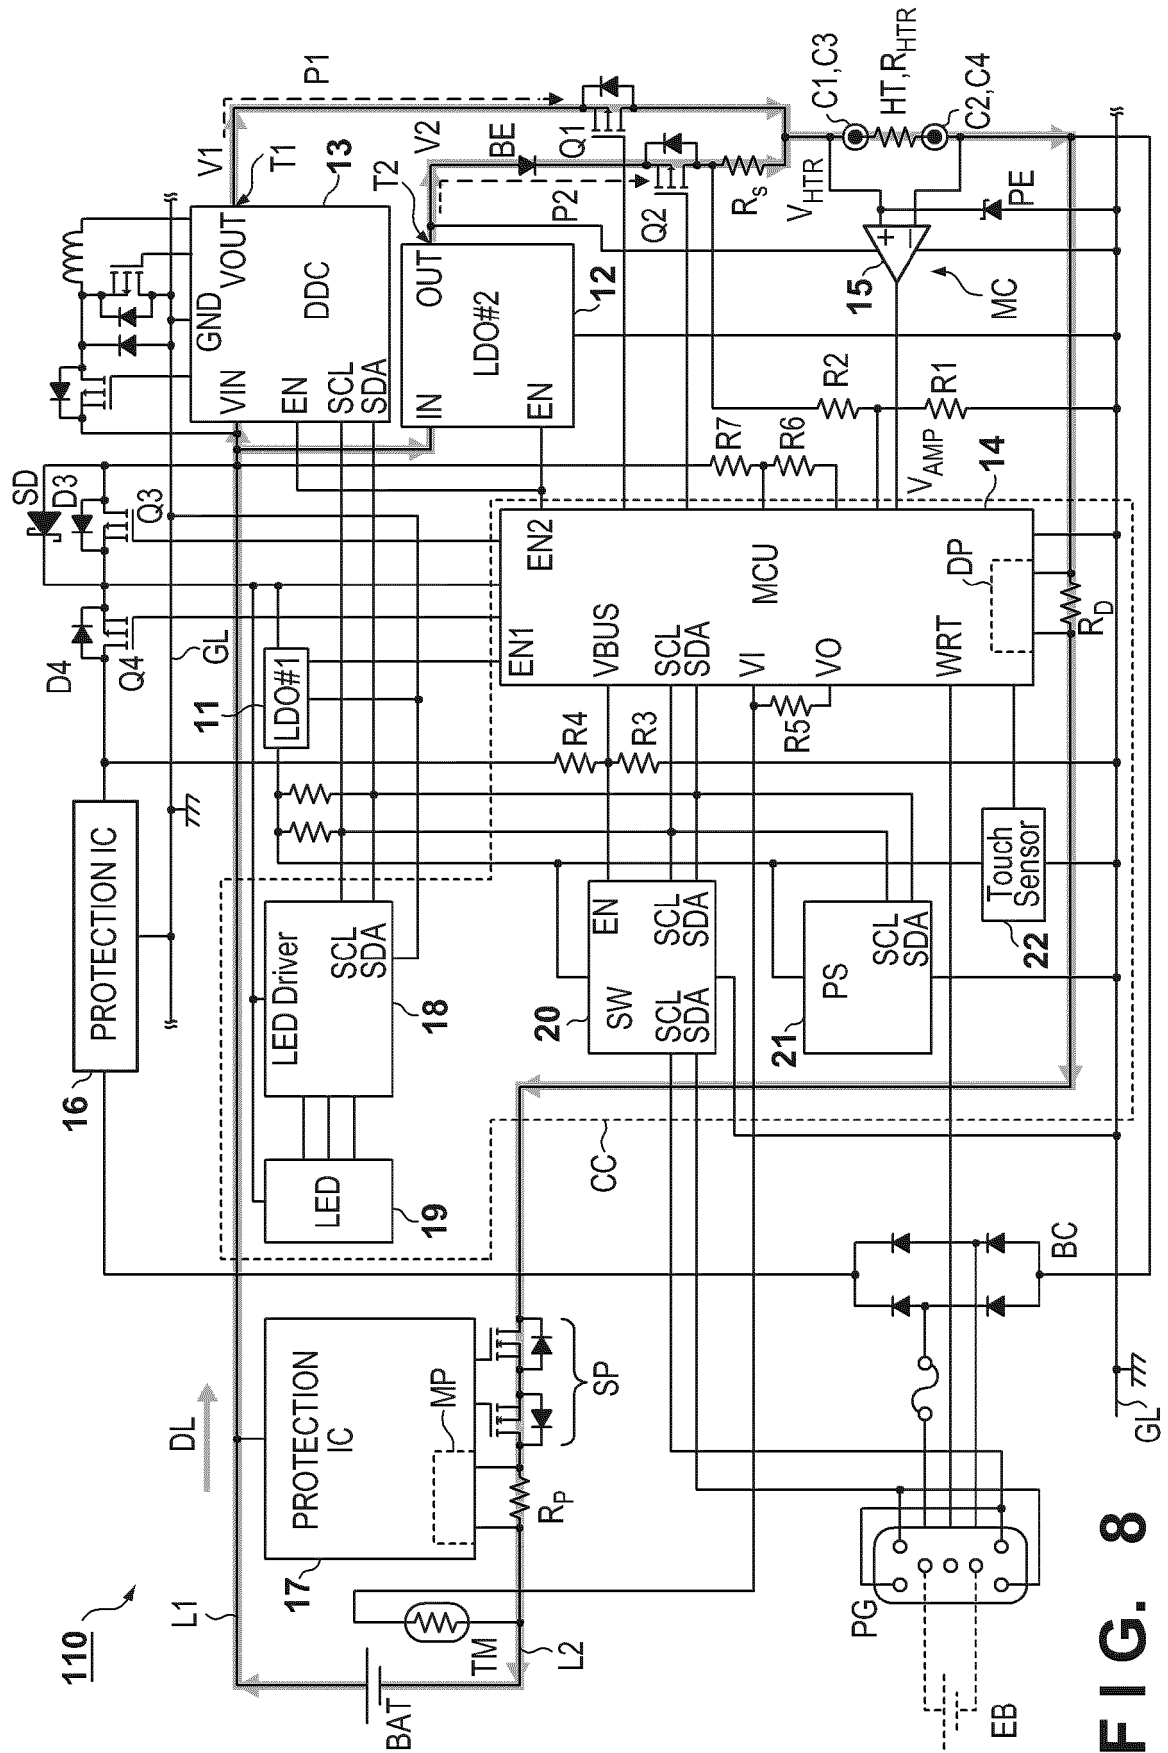 110
DL
L1
L2
BAT
TM
17
PROTECTION
IC
MP
RP
SP
16
PROTECTION IC
D4
Q4
GL
SD
D3
Q3
11
LDO#1
19
LED
18
LED Driver
SCL
SDA
VIN
GND
VOUT
EN
SCL
SDA
DDC
13
V1
T1
P1
IN
OUT
EN
LDO#2
12
T2
V2
P2
BE
Q1
Q2
Rs
VHTR
C1,C3
HT,RHTR
C2,C4
PE
15
MC
R2
R1
R7
R6
VAMP
14
EN1
EN2
VBUS
SCL
SDA
MCU
VI
VO
WRT
DP
RD
R4
R3
R5
20
SW
EN
SCL
SDA
SCL
SDA
21
PS
SCL
SDA
22
Touch
Sensor
CC
BC
PG
EB
GL
FIG. 8